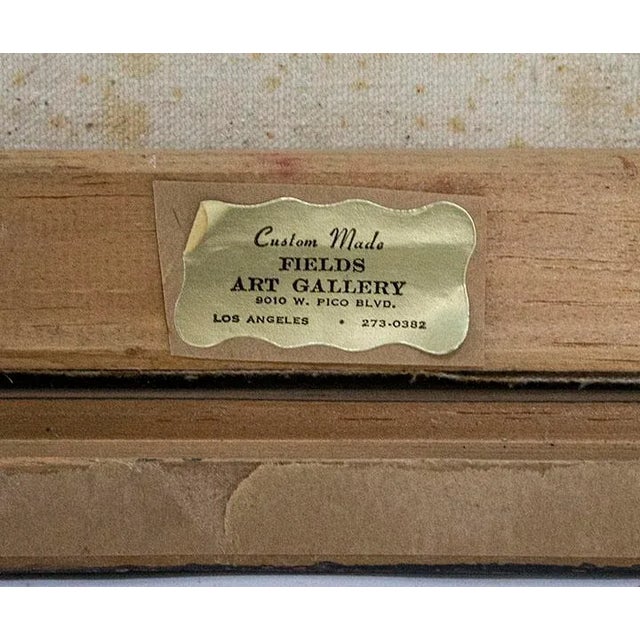 Custom Made
FIELDS
ART GALLERY
9010 W. PICO BLVD.
LOS ANGELES • 273-0382